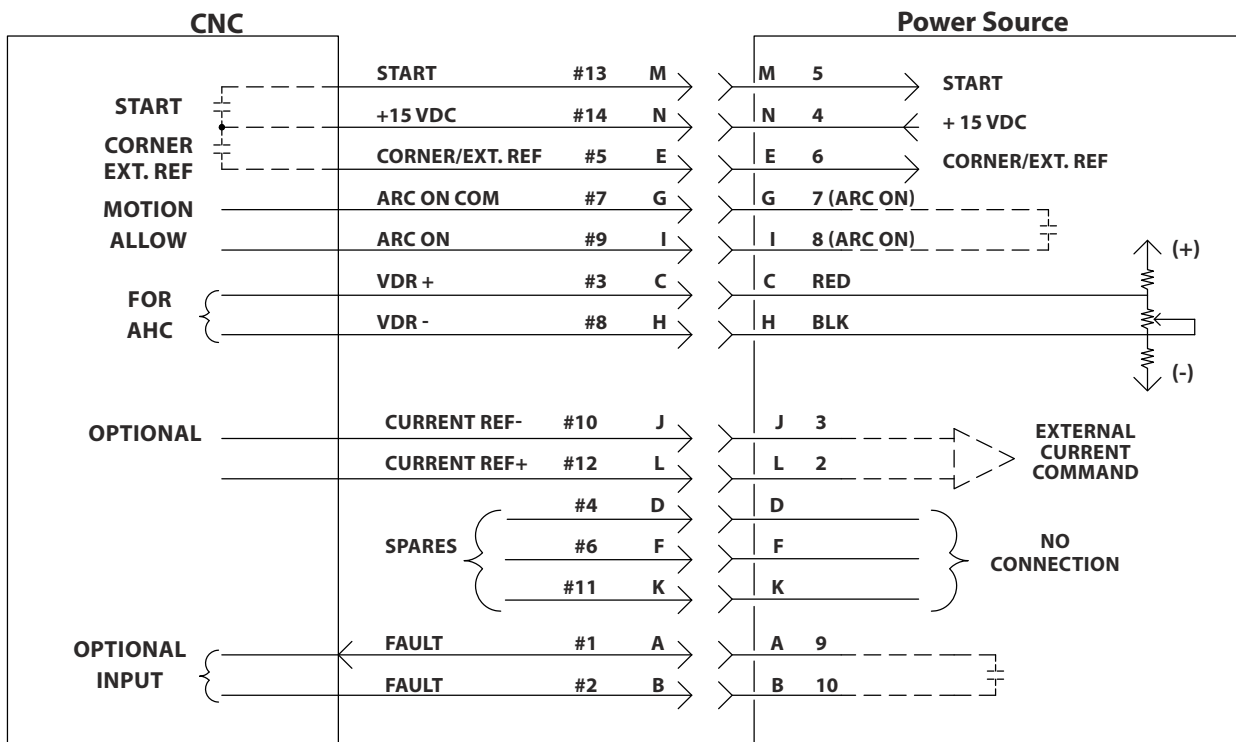 CNC
Power Source
START #13 M M 5 START
START
+15 VDC #14 N N 4 + 15 VDC
CORNER
EXT. REF
CORNER/EXT. REF #5 E E 6 CORNER/EXT. REF
MOTION
ALLOW
ARC ON COM #7 G G 7 (ARC ON)
ARC ON #9 I I 8 (ARC ON)
(+)
FOR
AHC
VDR + #3 C C RED
VDR - #8 H H BLK
(-)
OPTIONAL
CURRENT REF- #10 J J 3
CURRENT REF+ #12 L L 2
EXTERNAL
CURRENT
COMMAND
SPARES
#4 D D
#6 F F
#11 K K
NO
CONNECTION
OPTIONAL
INPUT
FAULT #1 A A 9
FAULT #2 B B 10